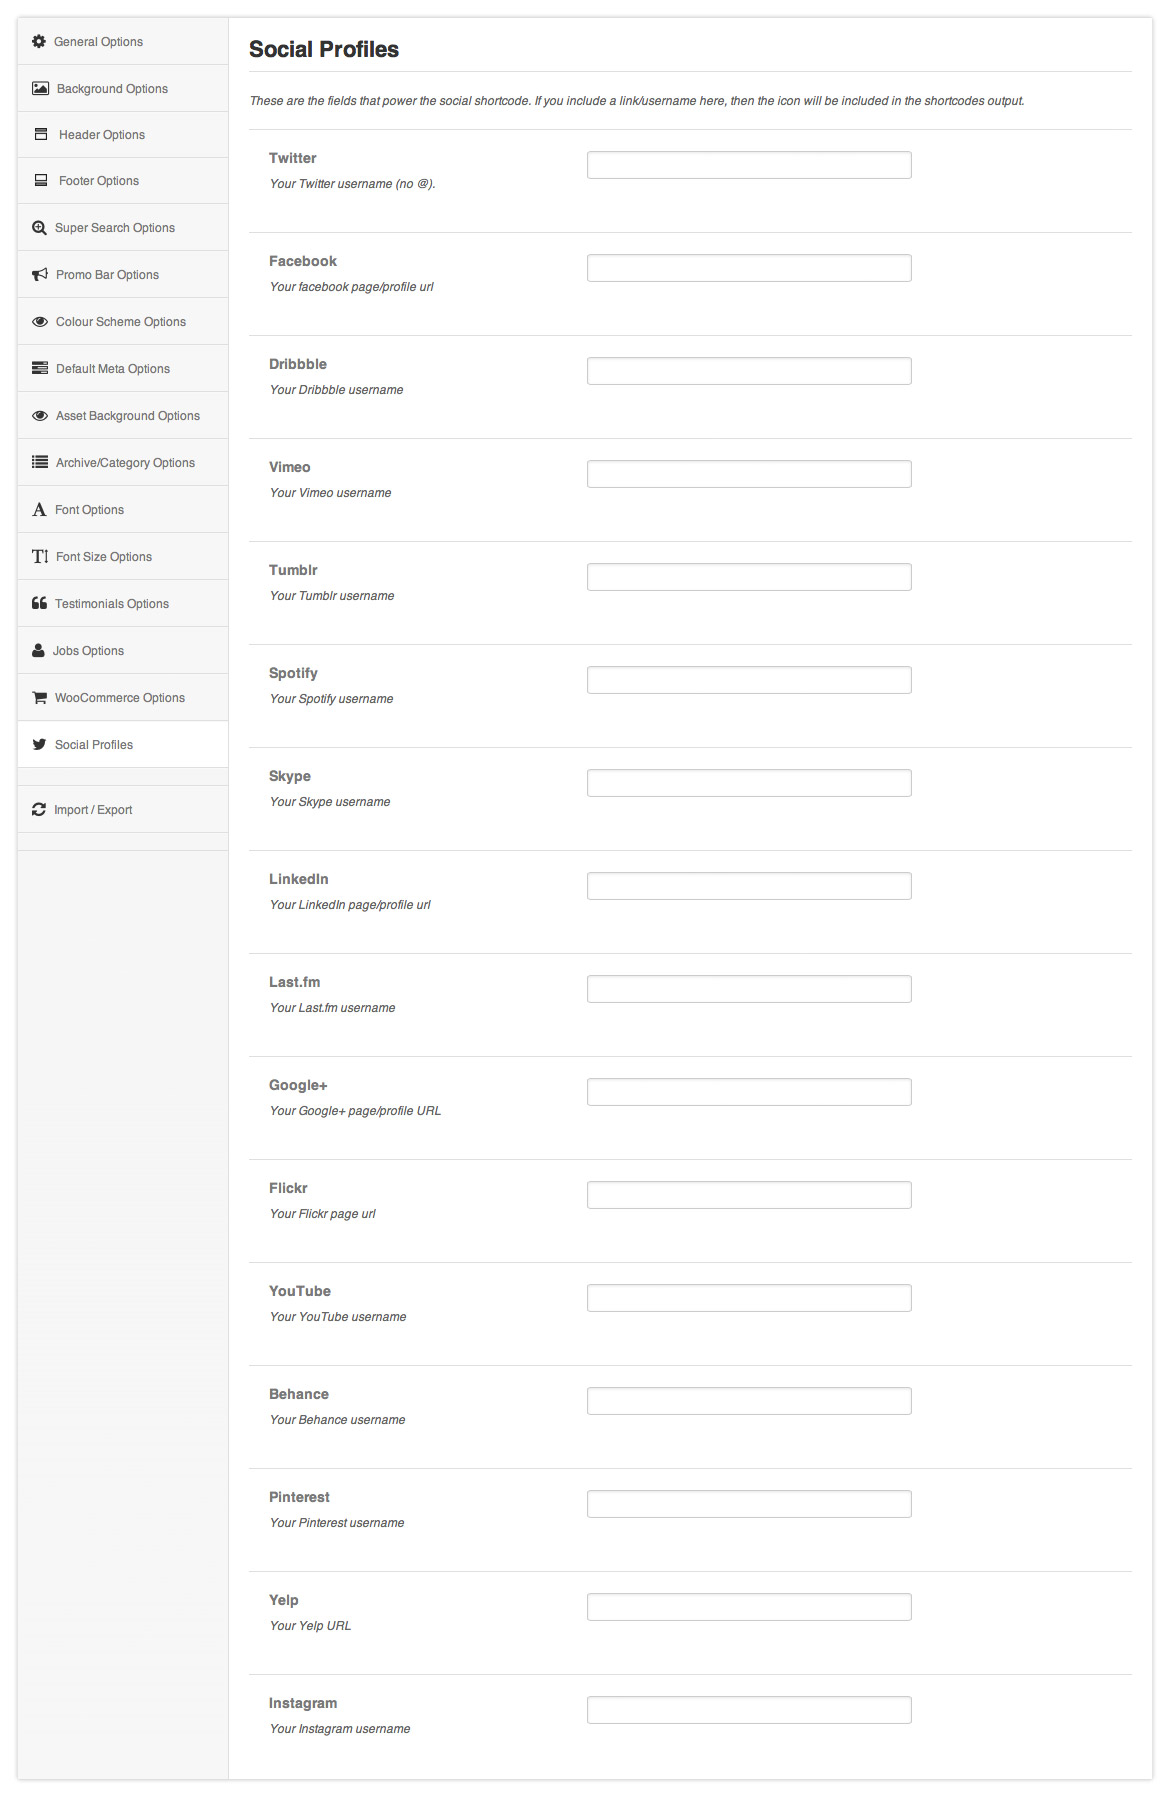 General Options
Background Options
Header Options
Footer Options
Super Search Options
Promo Bar Options
Colour Scheme Options
Default Meta Options
Asset Background Options
Archive/Category Options
Font Options
Font Size Options
Testimonials Options
Jobs Options
WooCommerce Options
Social Profiles
Import / Export
Social Profiles
These are the fields that power the social shortcode. If you include a link/username here, then the icon will be included in the shortcodes output.
Twitter
Your Twitter username (no @).
Facebook
Your facebook page/profile url
Dribbble
Your Dribbble username
Vimeo
Your Vimeo username
Tumblr
Your Tumblr username
Spotify
Your Spotify username
Skype
Your Skype username
LinkedIn
Your LinkedIn page/profile url
Last.fm
Your Last.fm username
Google+
Your Google+ page/profile URL
Flickr
Your Flickr page url
YouTube
Your YouTube username
Behance
Your Behance username
Pinterest
Your Pinterest username
Yelp
Your Yelp URL
Instagram
Your Instagram username